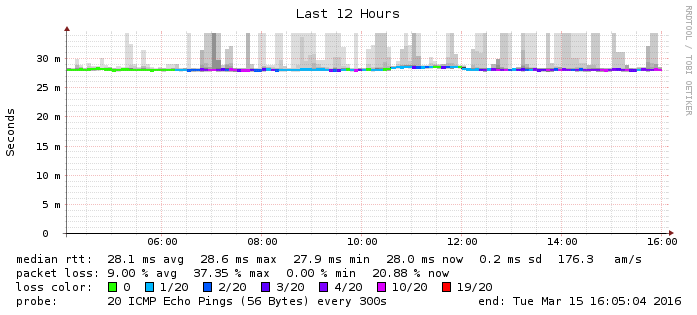 Last 12 Hours
RRDTOOL / TOBI OETIKER
Seconds
30 m
25 m
20 m
15 m
10 m
5 m
0
06:00 08:00 10:00 12:00 14:00 16:00
median rtt: 28.1 ms avg 28.6 ms max 27.9 ms min 28.0 ms now 0.2 ms sd 176.3 am/s
packet loss: 9.00 % avg 37.35 % max 0.00 % min 20.88 % now
loss color: 0 1/20 2/20 3/20 4/20 10/20 19/20
probe: 20 ICMP Echo Pings (56 Bytes) every 300s end: Tue Mar 15 16:05:04 2016